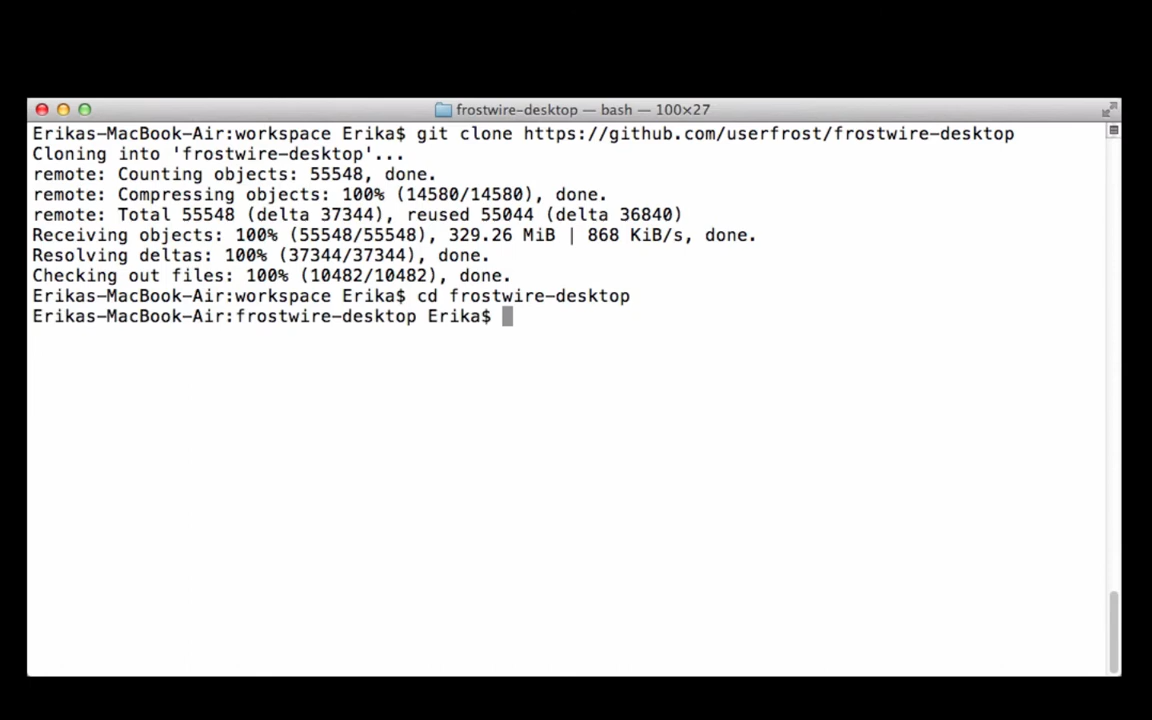 frostwire-desktop — bash — 100×27
Erikas-MacBook-Air:workspace Erika$ git clone https://github.com/userfrost/frostwire-desktop
Cloning into 'frostwire-desktop'...
remote: Counting objects: 55548, done.
remote: Compressing objects: 100% (14580/14580), done.
remote: Total 55548 (delta 37344), reused 55044 (delta 36840)
Receiving objects: 100% (55548/55548), 329.26 MiB | 868 KiB/s, done.
Resolving deltas: 100% (37344/37344), done.
Checking out files: 100% (10482/10482), done.
Erikas-MacBook-Air:workspace Erika$ cd frostwire-desktop
Erikas-MacBook-Air:frostwire-desktop Erika$